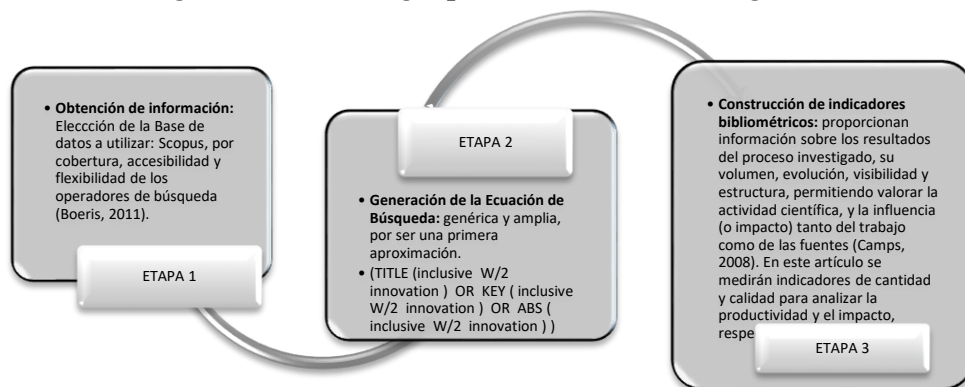 • Obtención de información:
Eleccción de la Base de
datos a utilizar: Scopus, por
cobertura, accesibilidad y
flexibilidad de los
operadores de búsqueda
(Boeris, 2011).
ETAPA 1
ETAPA 2
• Generación de la Ecuación de
Búsqueda: genérica y amplia,
por ser una primera
aproximación.
• (TITLE (inclusive W/2
innovation ) OR KEY ( inclusive
W/2 innovation ) OR ABS (
inclusive W/2 innovation ) )
• Construcción de indicadores
bibliométricos: proporcionan
información sobre los resultados
del proceso investigado, su
volumen, evolución, visibilidad y
estructura, permitiendo valorar la
actividad científica, y la influencia
(o impacto) tanto del trabajo
como de las fuentes (Camps,
2008). En este artículo se
medirán indicadores de cantidad
y calidad para analizar la
productividad y el impacto,
ETAPA 3